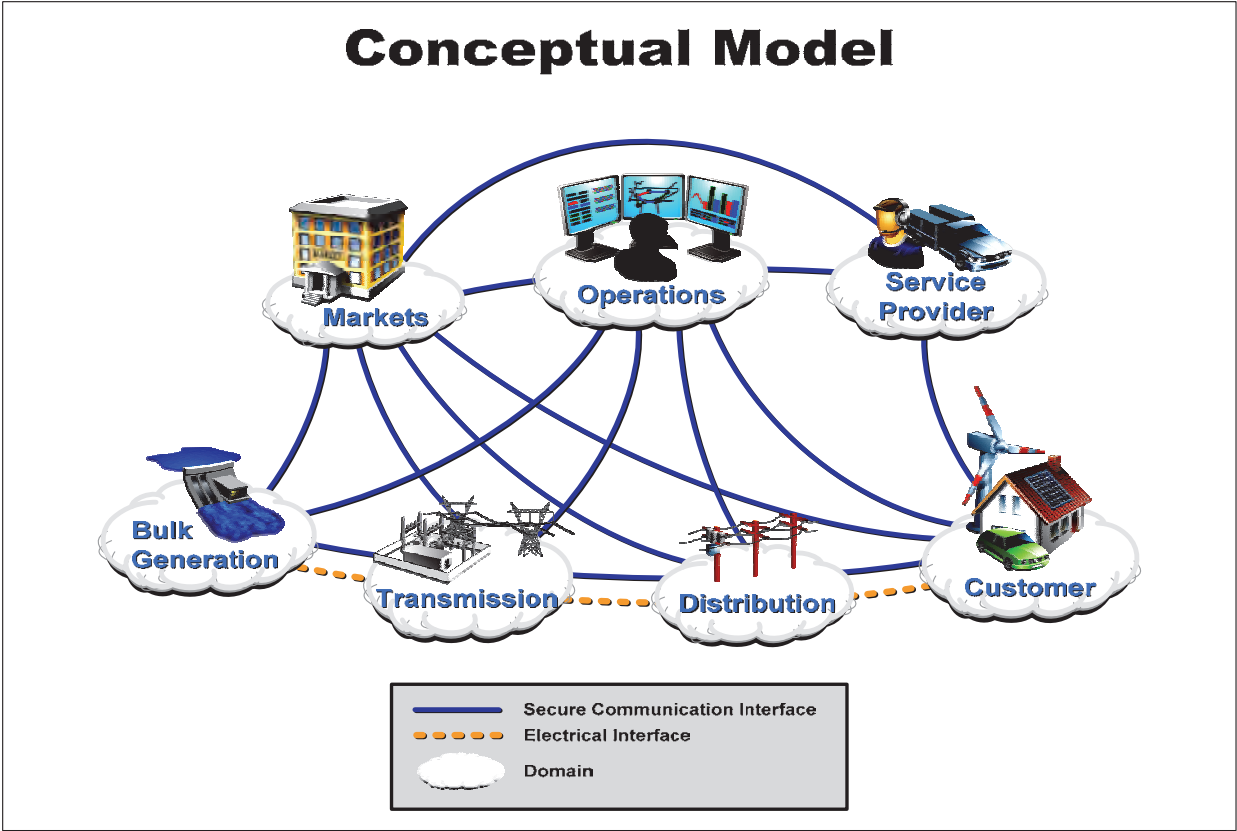 Conceptual Model
Operations
Service
Provider
Markets
Bulk
Generation
Transmission
Distribution
Customer
Secure Communication Interface
Electrical Interface
Domain